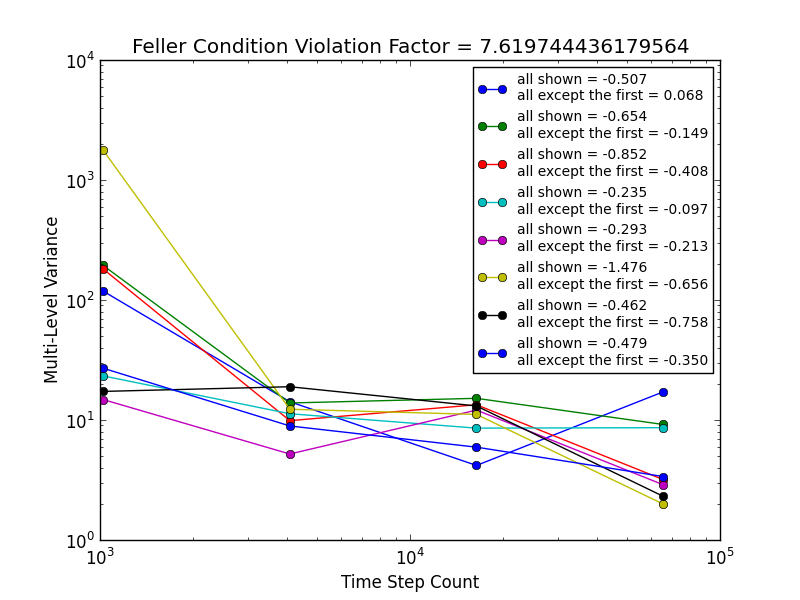 Feller Condition Violation Factor = 7.619744436179564
10^4
10^3
10^2
10^1
10^0
Multi-Level Variance
all shown = -0.507
all except the first = 0.068
all shown = -0.654
all except the first = -0.149
all shown = -0.852
all except the first = -0.408
all shown = -0.235
all except the first = -0.097
all shown = -0.293
all except the first = -0.213
all shown = -1.476
all except the first = -0.656
all shown = -0.462
all except the first = -0.758
all shown = -0.479
all except the first = -0.350
10^3 10^4 10^5
Time Step Count